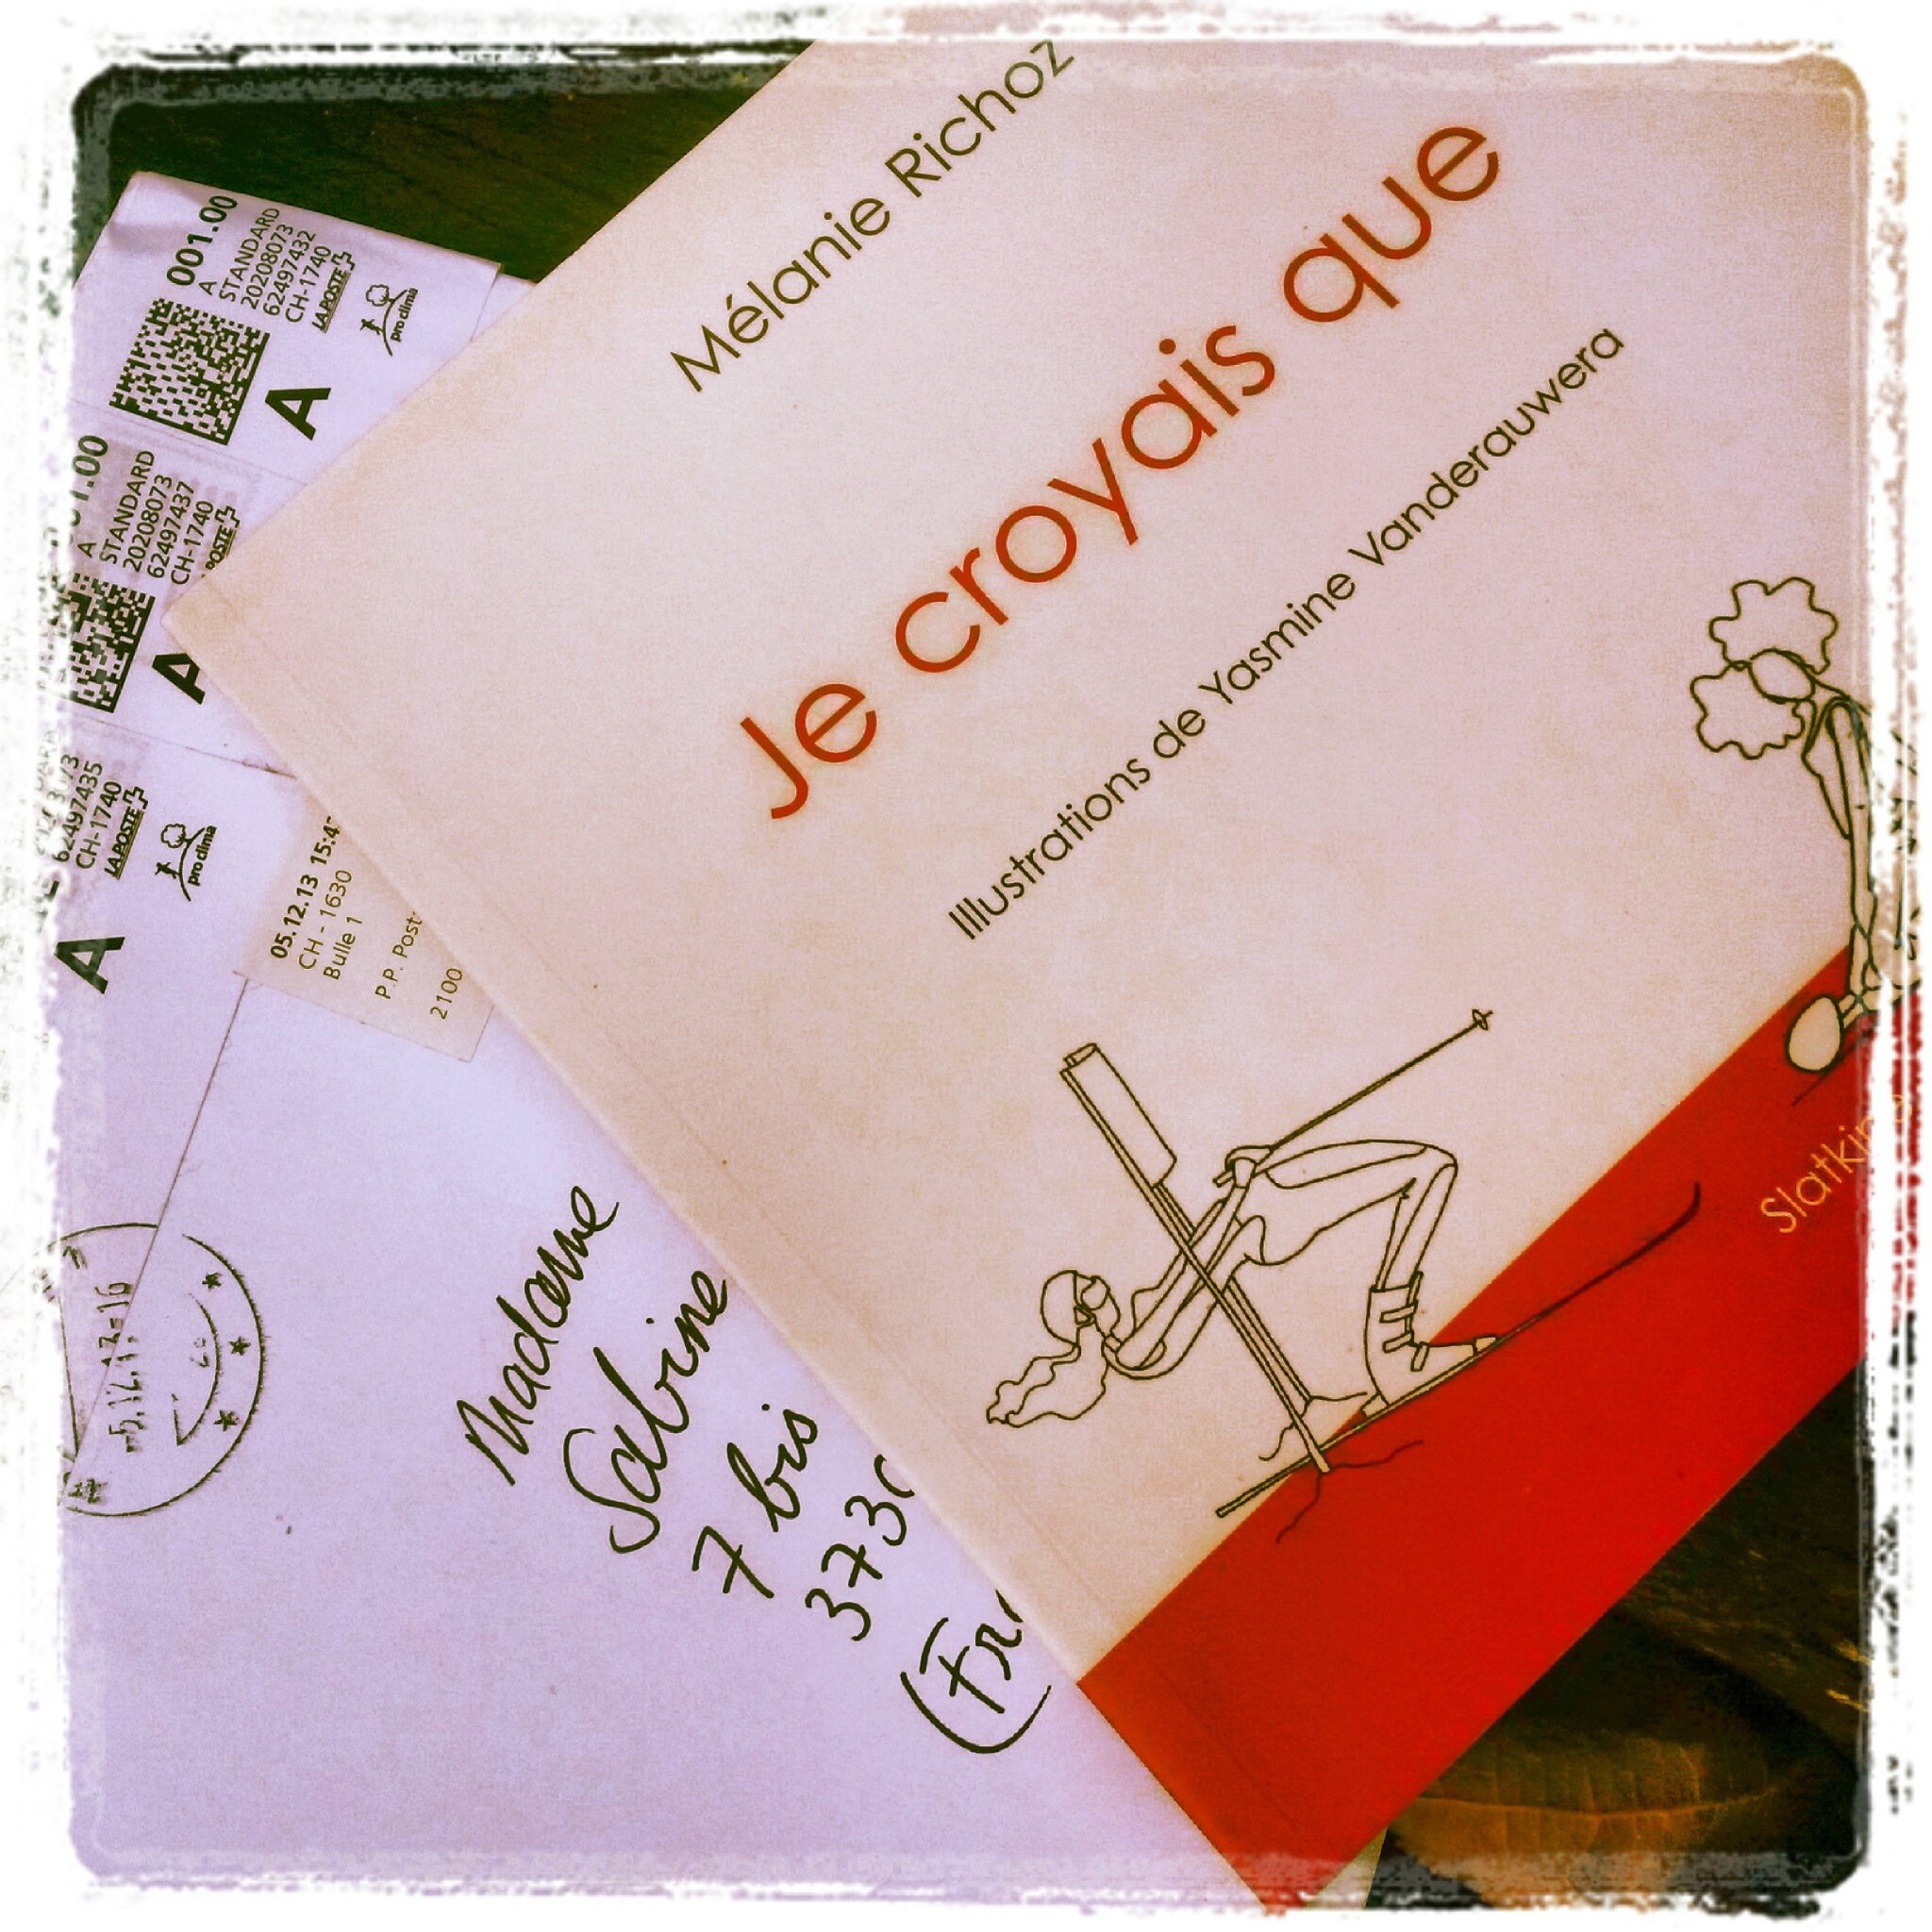 Mélanie Richoz
Je croyais que
Illustrations de Yasmine Vanderauwera
001.00
A
STANDARD
20208073
62497432
CH-1740
LA POSTE
pro clima
A
A
STANDARD
20208073
62497437
CH-1740
POSTE
A
62497435
CH-1740
LA POSTE
pro clima
A
05.12.13 15:4
CH - 1630
Bulle 1
P.P. Post
2100
Madame
Sabine
7 bis
373
(Fr